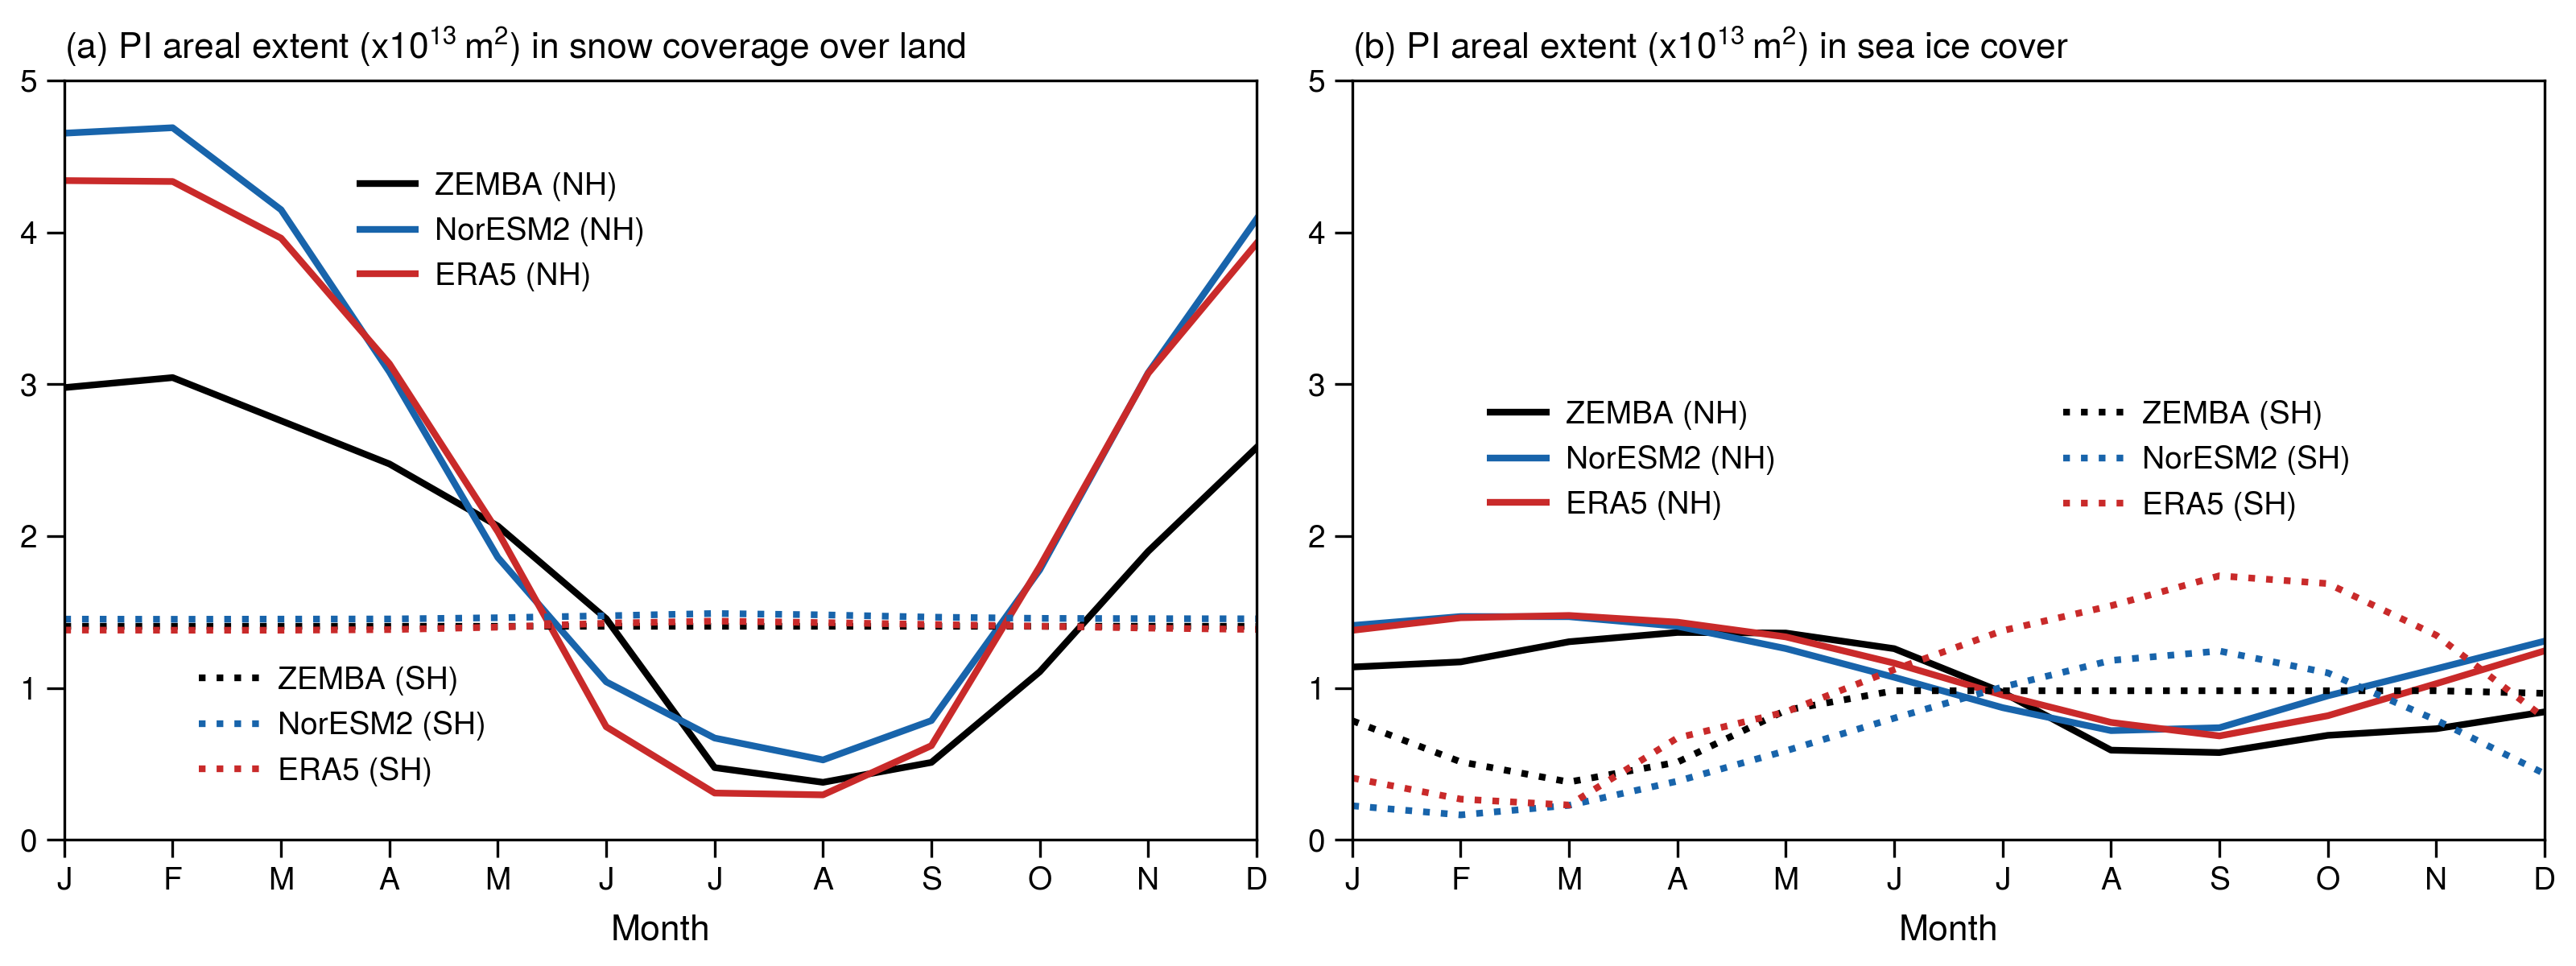 (a) PI areal extent (x10¹³ m²) in snow coverage over land
5
4
3
2
1
0
ZEMBA (NH)
NorESM2 (NH)
ERA5 (NH)
ZEMBA (SH)
NorESM2 (SH)
ERA5 (SH)
J F M A M J J A S O N D
Month
(b) PI areal extent (x10¹³ m²) in sea ice cover
5
4
3
2
1
0
ZEMBA (NH)
NorESM2 (NH)
ERA5 (NH)
ZEMBA (SH)
NorESM2 (SH)
ERA5 (SH)
J F M A M J J A S O N D
Month